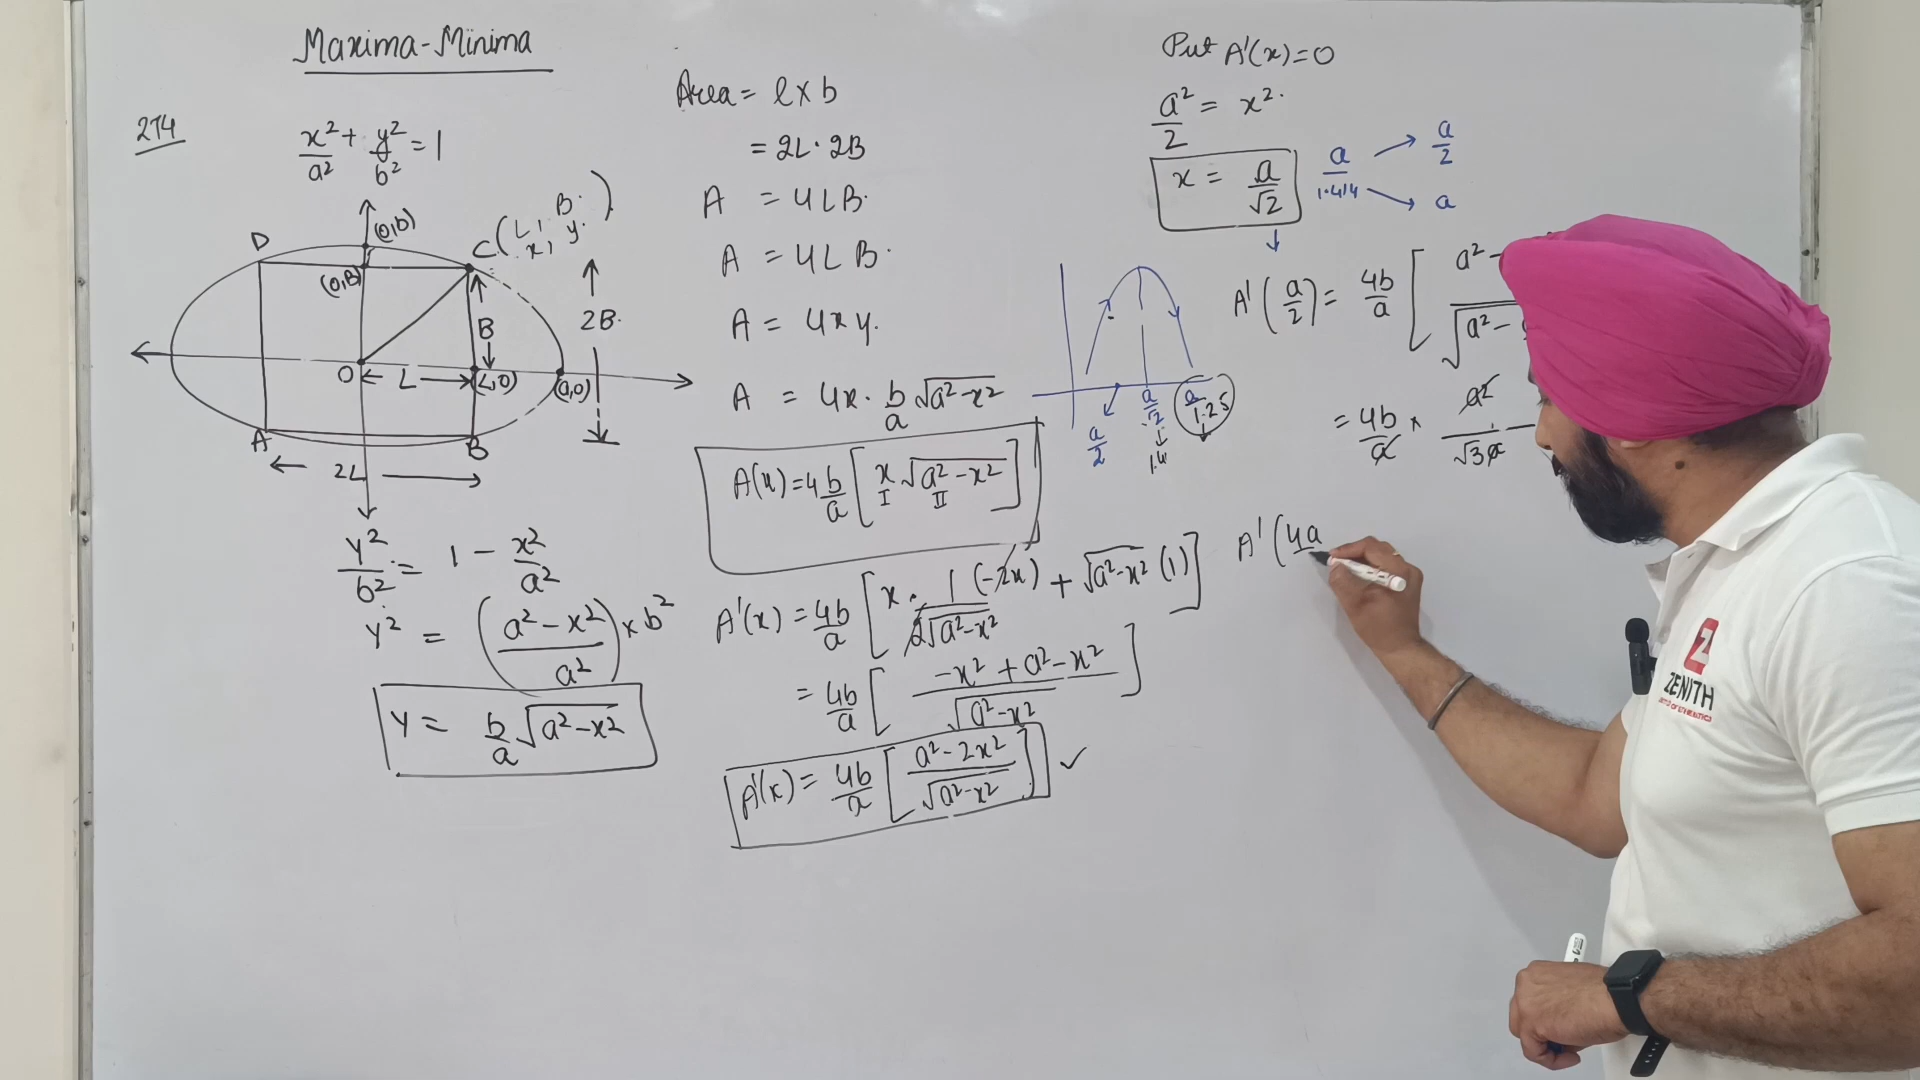 Maxima-Minima
274
x²/a² + y²/b² = 1
D
(0,b)
C(L, B
x, y.)
(0,B)
B
2B.
O
L
(L,0)
(a,0)
A
B
2L
y²/b² = 1 - x²/a²
y² = (a² - x²/a²) × b²
y = b/a √a² - x²
Area = l × b
= 2L · 2B
A = 4LB.
A = 4LB.
A = 4xy.
A = 4x · b/a √a² - x²
A(x) = 4b/a [x √a² - x²]
I II
A'(x) = 4b/a [x · 1/2√a² - x² (-2x) + √a² - x² (1)]
= 4b/a [-x² + a² - x²/√a² - x²]
A'(x) = 4b/a [a² - 2x²/√a² - x²] ✓
Put A'(x) = 0
a²/2 = x².
x = a/√2
a/1.414
a/2
a
a/2
a/√2
1.4
a/1.25
A'(a/2) = 4b/a [a² -
√a² -
= 4b/a × a²/√3a
A'(4a
ZENITH